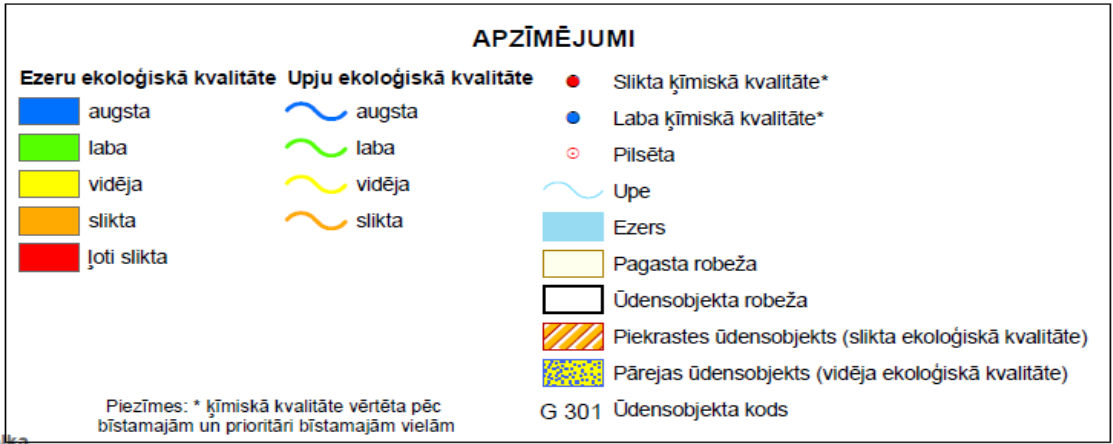 APZĪMĒJUMI
Ezeru ekoloģiskā kvalitāte
augsta
laba
vidēja
slikta
ļoti slikta
Upju ekoloģiskā kvalitāte
augsta
laba
vidēja
slikta
Slikta ķīmiskā kvalitāte*
Laba ķīmiskā kvalitāte*
Pilsēta
Upe
Ezers
Pagasta robeža
Ūdensobjekta robeža
Piekrastes ūdensobjekts (slikta ekoloģiskā kvalitāte)
Pārejas ūdensobjekts (vidēja ekoloģiskā kvalitāte)
G 301 Ūdensobjekta kods
Piezīmes: * ķīmiskā kvalitāte vērtēta pēc
bīstamajām un prioritāri bīstamajām vielām